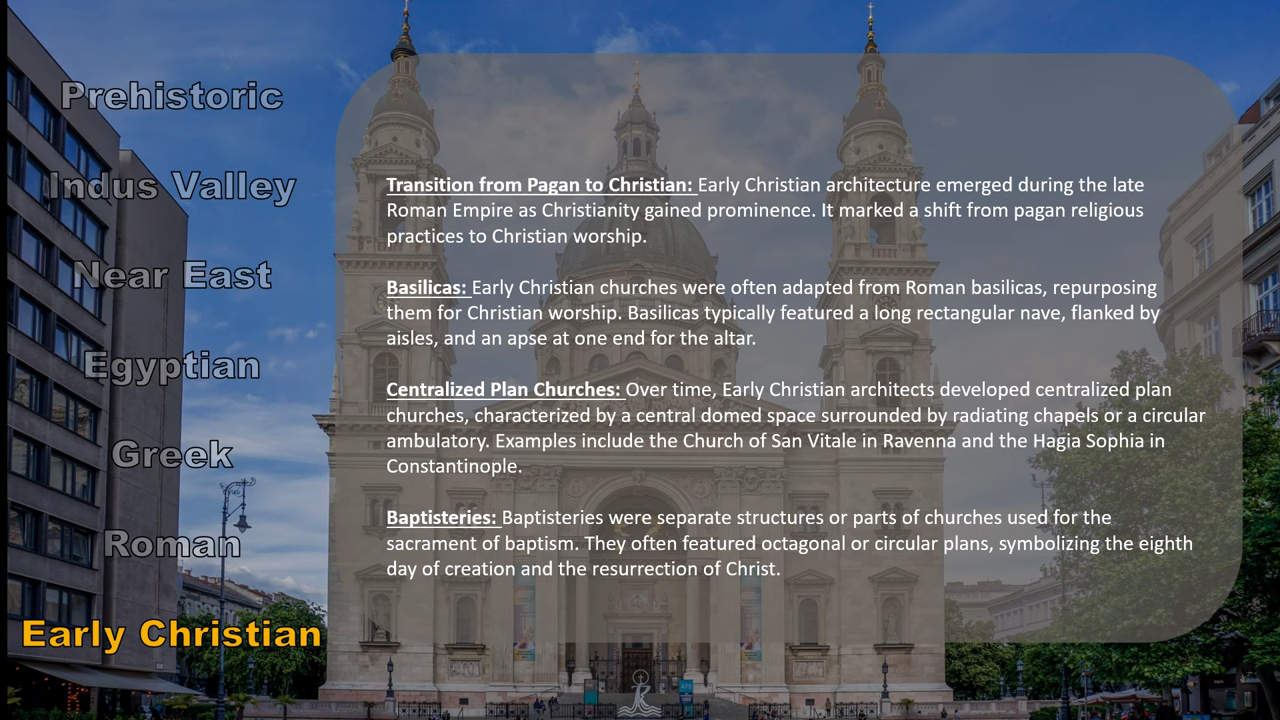 Prehistoric
Indus Valley
Near East
Egyptian
Greek
Roman
Early Christian
Transition from Pagan to Christian: Early Christian architecture emerged during the late
Roman Empire as Christianity gained prominence. It marked a shift from pagan religious
practices to Christian worship.
Basilicas: Early Christian churches were often adapted from Roman basilicas, repurposing
them for Christian worship. Basilicas typically featured a long rectangular nave, flanked by
aisles, and an apse at one end for the altar.
Centralized Plan Churches: Over time, Early Christian architects developed centralized plan
churches, characterized by a central domed space surrounded by radiating chapels or a circular
ambulatory. Examples include the Church of San Vitale in Ravenna and the Hagia Sophia in
Constantinople.
Baptisteries: Baptisteries were separate structures or parts of churches used for the
sacrament of baptism. They often featured octagonal or circular plans, symbolizing the eighth
day of creation and the resurrection of Christ.